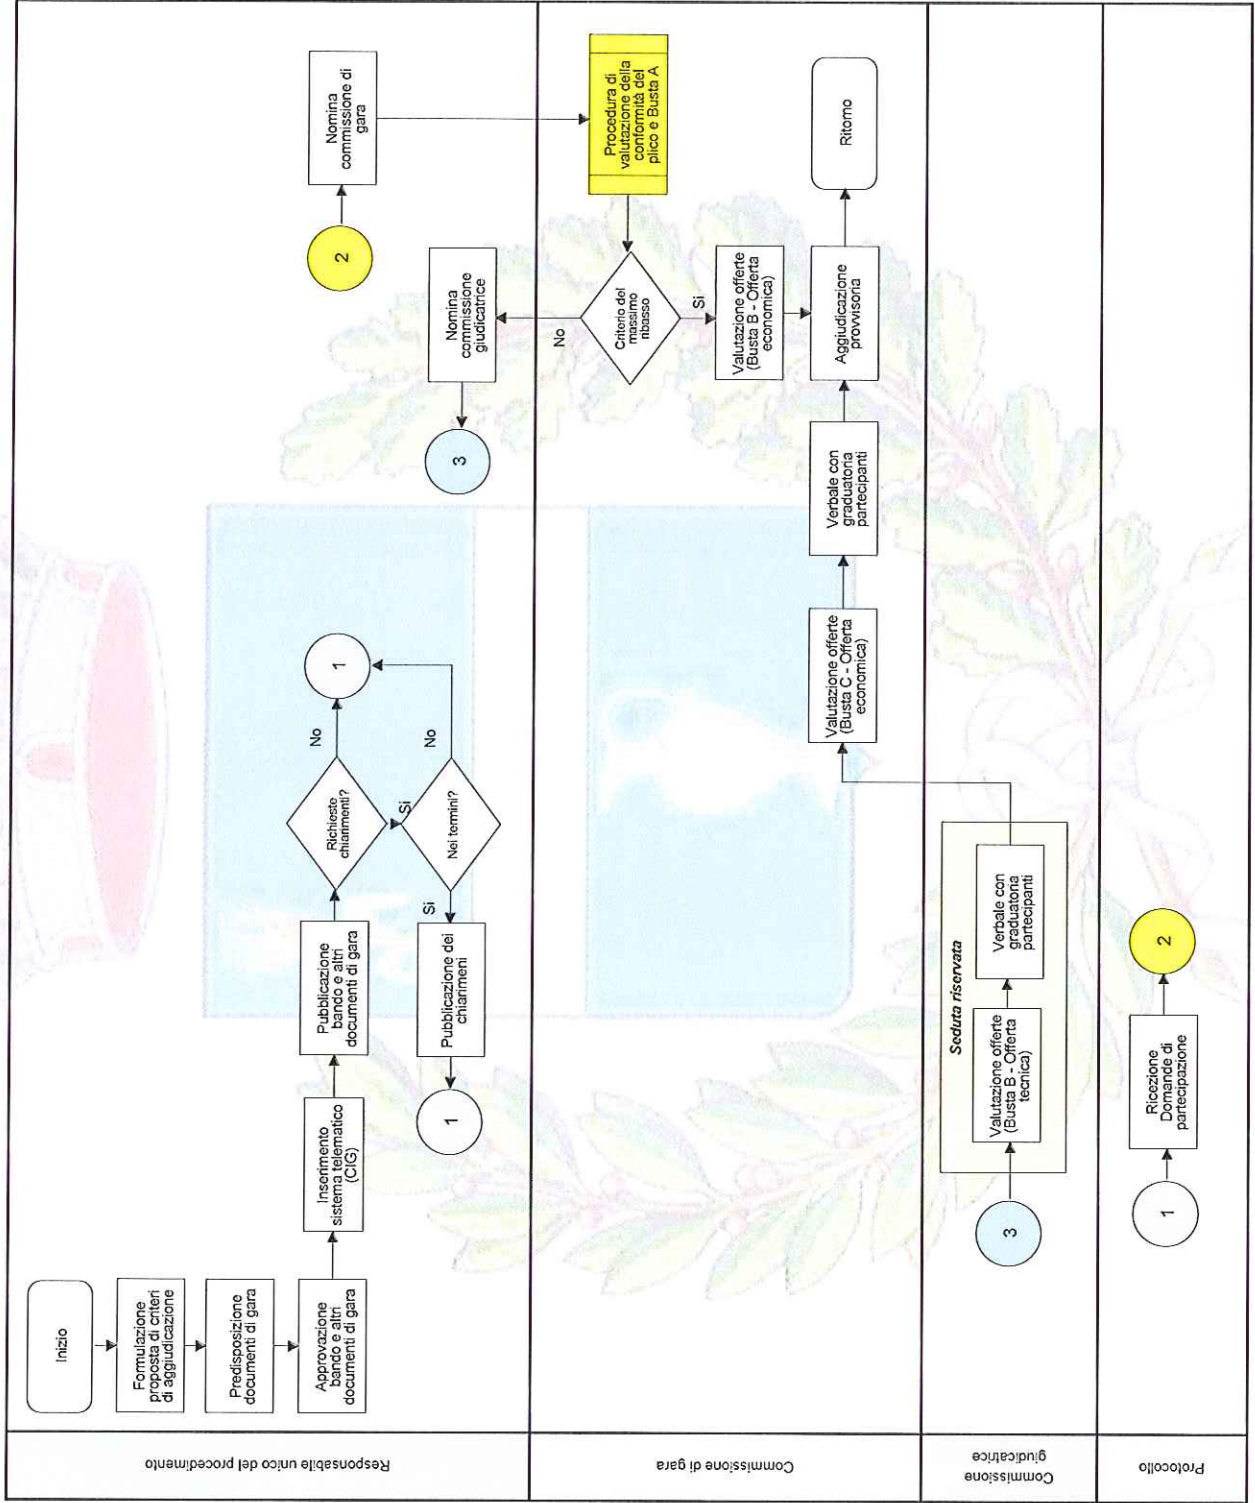 Responsabile unico del procedimento
Inizio
Formulazione
proposta di criteri
di aggiudicazione
Predisposizione
documenti di gara
Approvazione
bando e altri
documenti di gara
Inserimento
sistema telematico
(CIG)
Pubblicazione
bando e altri
documenti di gara
Richieste
chiarimenti?
No
1
Si
Nei termini?
No
Si
Pubblicazione dei
chiarimeni
1
2
Nomina
commissione di
gara
Nomina
commissione
giudicatrice
3
Commissione di gara
Procedura di
valutazione della
conformità del
plico e Busta A
Criterio del
massimo
ribasso
No
Si
Valutazione offerte
(Busta B - Offerta
economica)
Valutazione offerte
(Busta C - Offerta
economica)
Verbale con
graduatoria
partecipanti
Aggiudicazione
provvisoria
Ritorno
Commissione
giudicatrice
3
Seduta riservata
Valutazione offerte
(Busta B - Offerta
tecnica)
Verbale con
graduatoria
partecipanti
Protocollo
1
Ricezione
Domande di
partecipazione
2